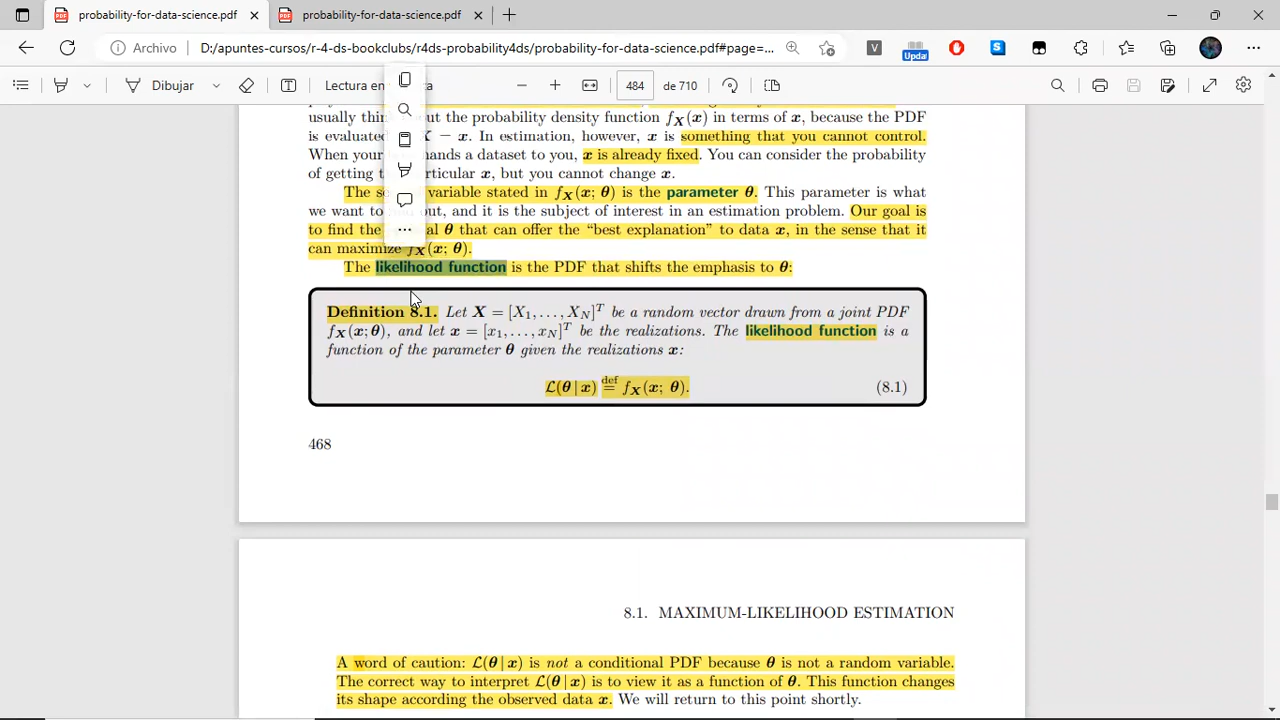 probability-for-data-science.pdf
probability-for-data-science.pdf
Archivo D:/apuntes-cursos/r-4-ds-bookclubs/r4ds-probability4ds/probability-for-data-science.pdf#page=...
V
Upda
S
Dibujar
Lectura en
ta
484
de 710
usually thin
out the probability density function fX(x) in terms of x, because the PDF
is evaluated
X = x. In estimation, however, x is something that you cannot control.
When your
hands a dataset to you, x is already fixed. You can consider the probability
of getting
rticular x, but you cannot change x.
The se
variable stated in fX(x; θ) is the parameter θ. This parameter is what
we want to
out, and it is the subject of interest in an estimation problem. Our goal is
to find the
l θ that can offer the “best explanation” to data x, in the sense that it
can maximize fX(x; θ).
The likelihood function is the PDF that shifts the emphasis to θ:
Definition 8.1. Let X = [X1, . . . , XN]T be a random vector drawn from a joint PDF
fX(x; θ), and let x = [x1, . . . , xN]T be the realizations. The likelihood function is a
function of the parameter θ given the realizations x:
L(θ | x) def= fX(x; θ). (8.1)
468
8.1. MAXIMUM-LIKELIHOOD ESTIMATION
A word of caution: L(θ | x) is not a conditional PDF because θ is not a random variable.
The correct way to interpret L(θ | x) is to view it as a function of θ. This function changes
its shape according the observed data x. We will return to this point shortly.